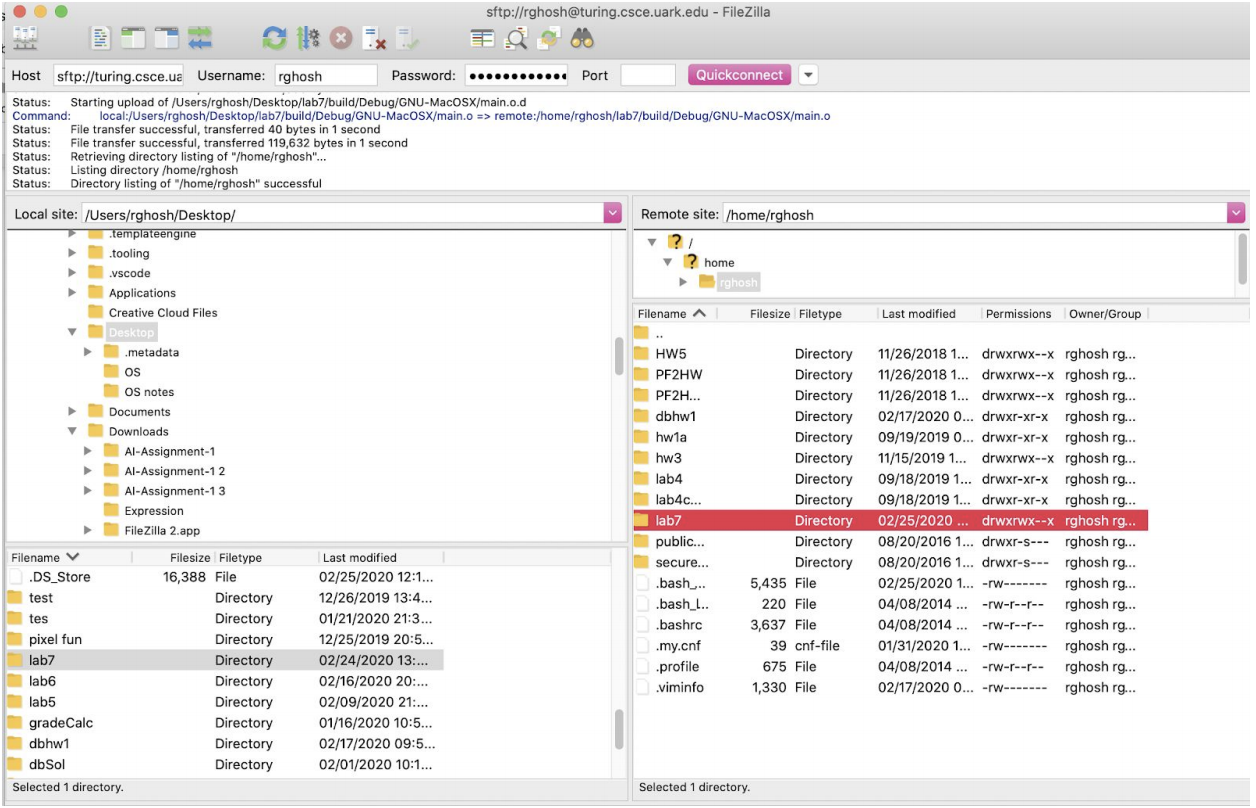 sftp://rghosh@turing.csce.uark.edu - FileZilla
Host sftp://turing.csce.ua Username: rghosh Password: ●●●●●●●●●●●● Port Quickconnect
Status: Starting upload of /Users/rghosh/Desktop/lab7/build/Debug/GNU-MacOSX/main.o.d
Command: local:/Users/rghosh/Desktop/lab7/build/Debug/GNU-MacOSX/main.o => remote:/home/rghosh/lab7/build/Debug/GNU-MacOSX/main.o
Status: File transfer successful, transferred 40 bytes in 1 second
Status: File transfer successful, transferred 119,632 bytes in 1 second
Status: Retrieving directory listing of "/home/rghosh"...
Status: Listing directory /home/rghosh
Status: Directory listing of "/home/rghosh" successful
Local site: /Users/rghosh/Desktop/
.templateengine
.tooling
.vscode
Applications
Creative Cloud Files
Desktop
.metadata
OS
OS notes
Documents
Downloads
AI-Assignment-1
AI-Assignment-1 2
AI-Assignment-1 3
Expression
FileZilla 2.app
Filename Filesize Filetype Last modified
.DS_Store 16,388 File 02/25/2020 12:1...
test Directory 12/26/2019 13:4...
tes Directory 01/21/2020 21:3...
pixel fun Directory 12/25/2019 20:5...
lab7 Directory 02/24/2020 13:...
lab6 Directory 02/16/2020 20:...
lab5 Directory 02/09/2020 21:...
gradeCalc Directory 01/16/2020 10:5...
dbhw1 Directory 02/17/2020 09:5...
dbSol Directory 02/01/2020 10:1...
Selected 1 directory.
Remote site: /home/rghosh
/
home
rghosh
Filename Filesize Filetype Last modified Permissions Owner/Group
..
HW5 Directory 11/26/2018 1... drwxrwx--x rghosh rg...
PF2HW Directory 11/26/2018 1... drwxrwx--x rghosh rg...
PF2H... Directory 11/26/2018 1... drwxrwx--x rghosh rg...
dbhw1 Directory 02/17/2020 0... drwxr-xr-x rghosh rg...
hw1a Directory 09/19/2019 0... drwxr-xr-x rghosh rg...
hw3 Directory 11/15/2019 1... drwxrwx--x rghosh rg...
lab4 Directory 09/18/2019 1... drwxr-xr-x rghosh rg...
lab4c... Directory 09/18/2019 1... drwxr-xr-x rghosh rg...
lab7 Directory 02/25/2020 ... drwxrwx--x rghosh rg...
public... Directory 08/20/2016 1... drwxr-s--- rghosh rg...
secure... Directory 08/20/2016 1... drwxr-s--- rghosh rg...
.bash_... 5,435 File 02/25/2020 1... -rw------- rghosh rg...
.bash_l... 220 File 04/08/2014 ... -rw-r--r-- rghosh rg...
.bashrc 3,637 File 04/08/2014 ... -rw-r--r-- rghosh rg...
.my.cnf 39 cnf-file 01/31/2020 1... -rw------- rghosh rg...
.profile 675 File 04/08/2014 ... -rw-r--r-- rghosh rg...
.viminfo 1,330 File 02/17/2020 0... -rw------- rghosh rg...
Selected 1 directory.